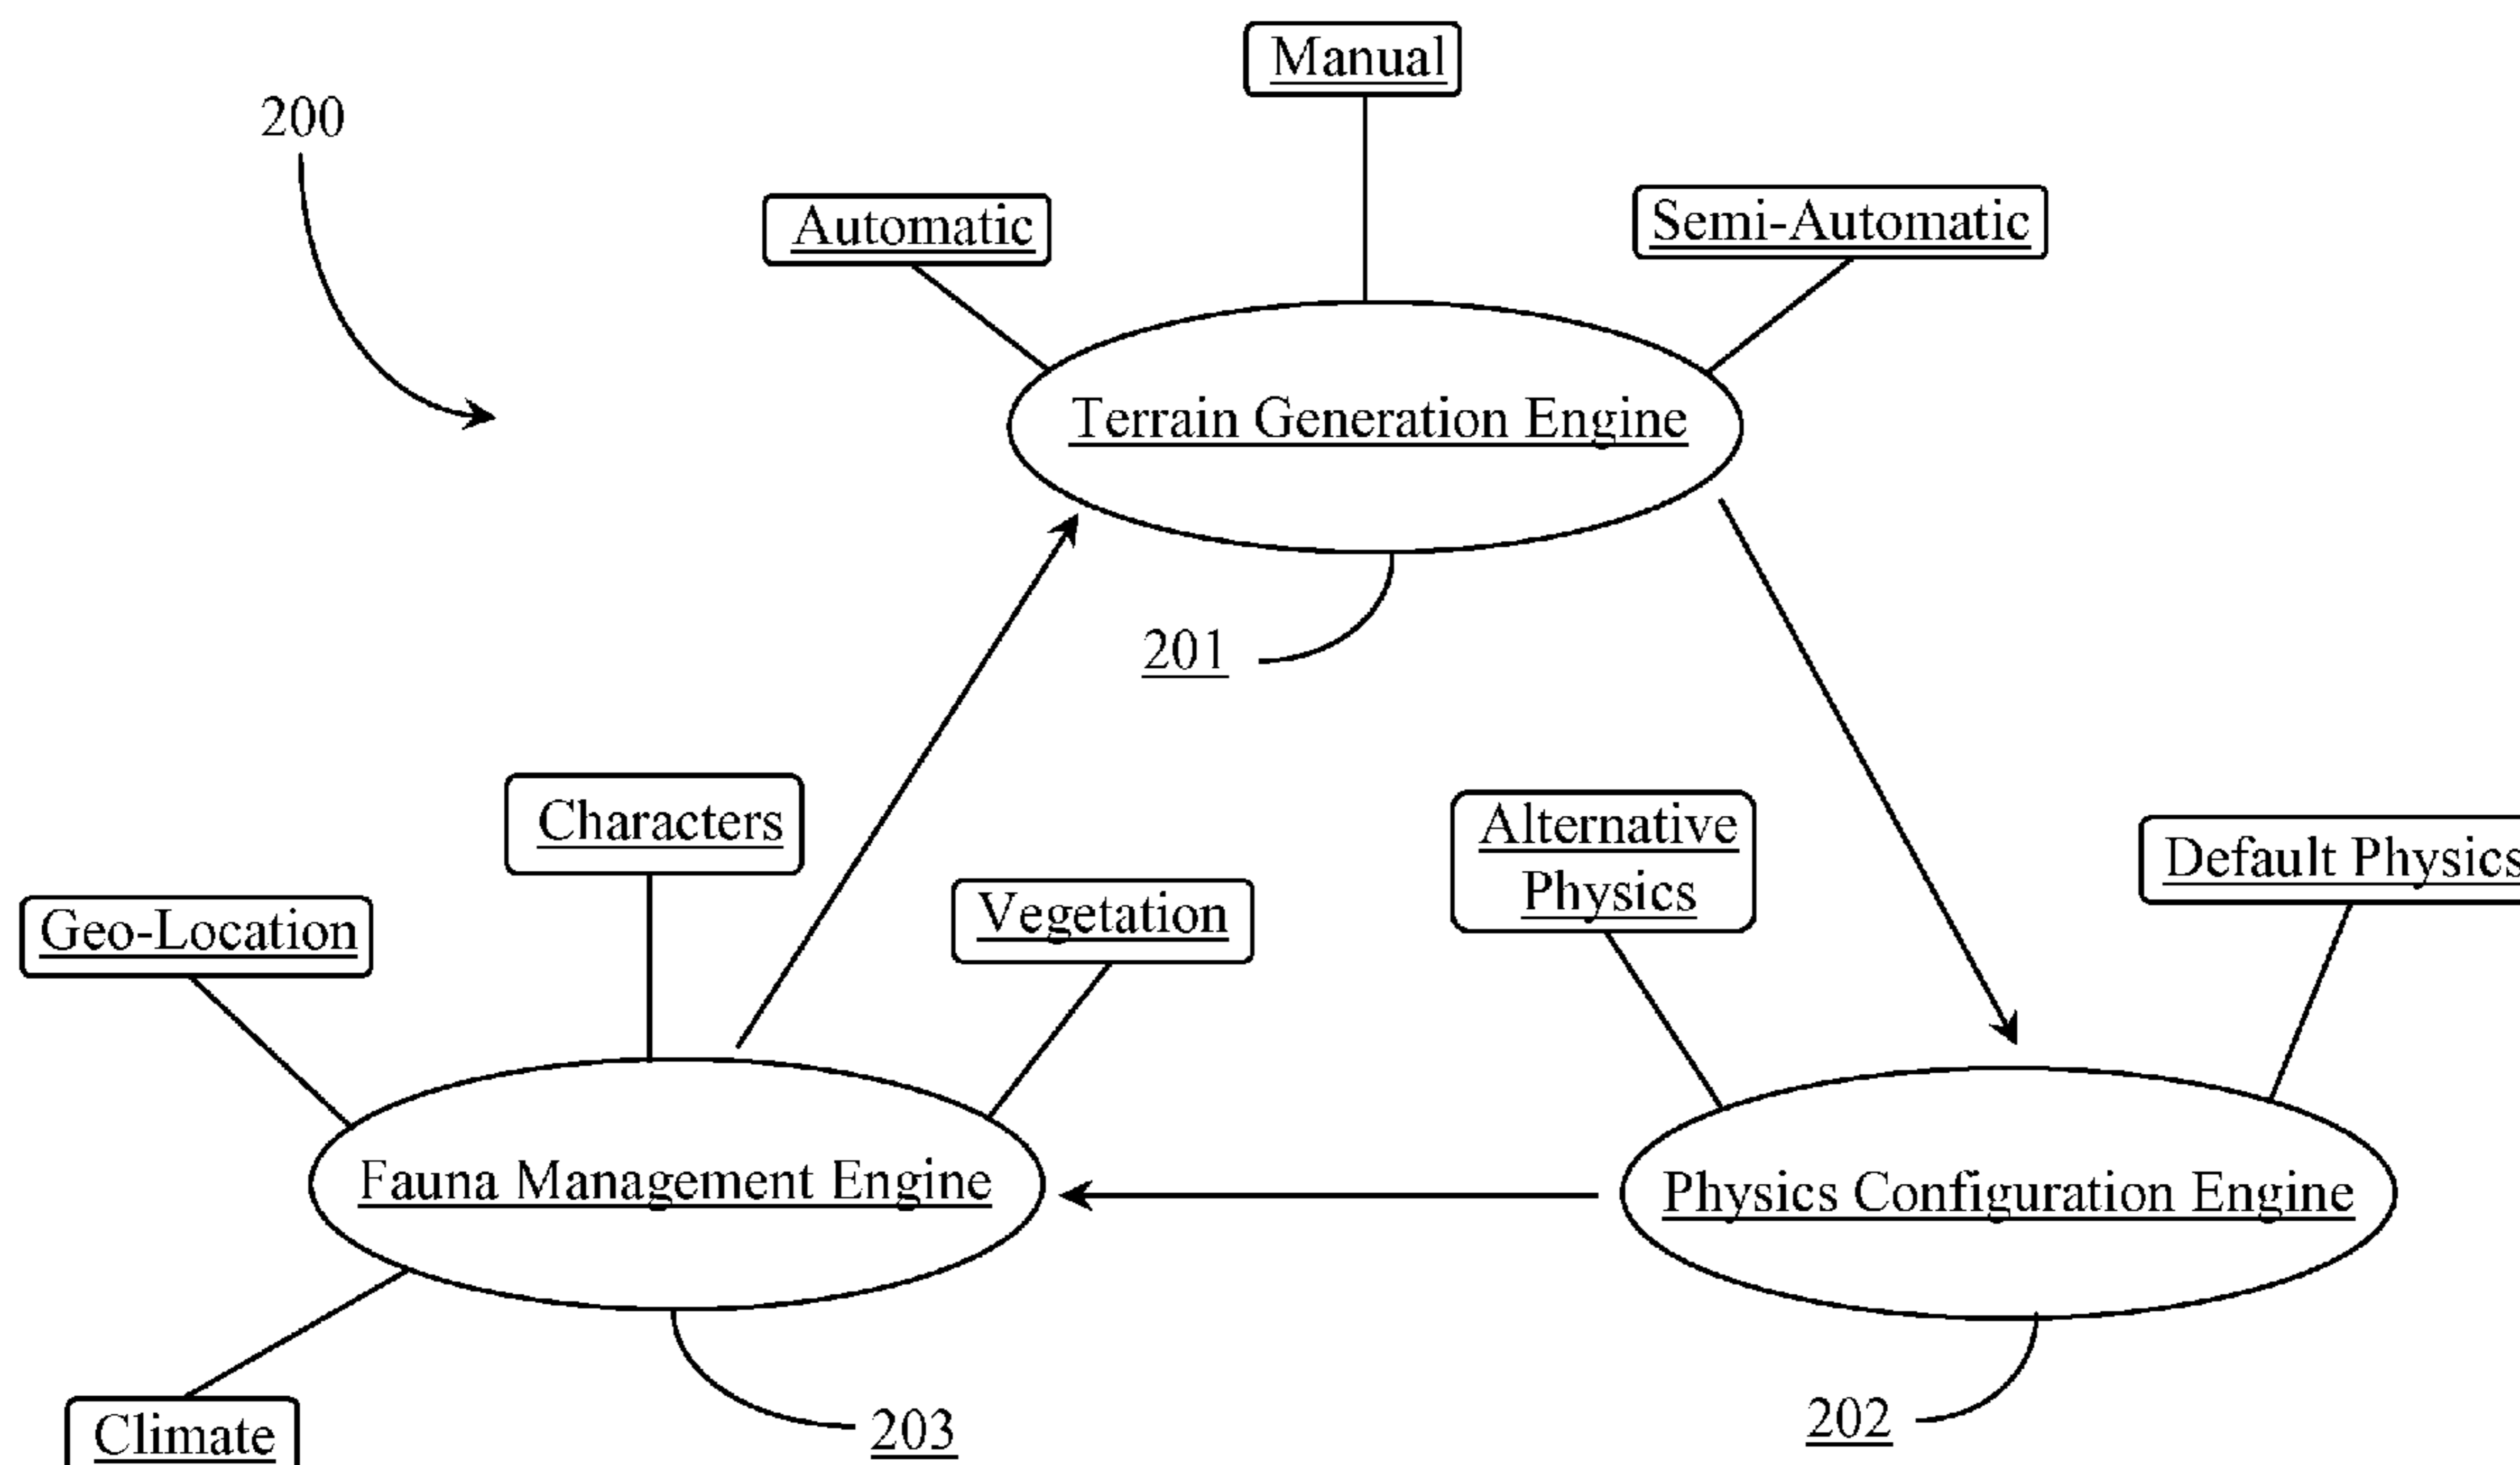 Manual
200
Automatic
Semi-Automatic
Terrain Generation Engine
201
Characters
Alternative
Physics
Default Physics
Geo-Location
Vegetation
Fauna Management Engine
Physics Configuration Engine
Climate
203
202